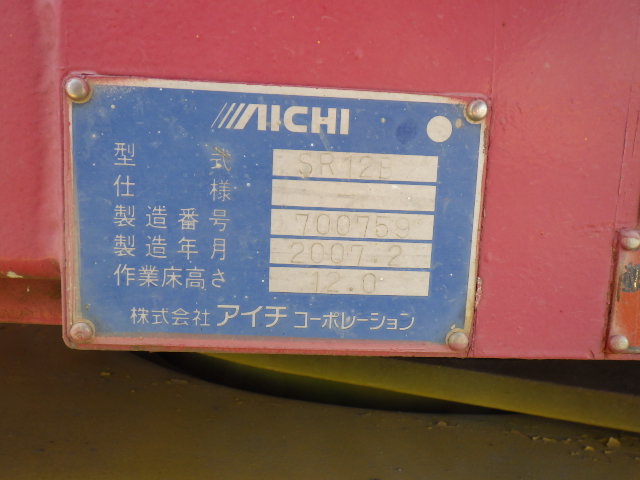 AICHI
型式 SR12B
仕様 ―
製造番号 700759
製造年月 2007.2
作業床高さ 12.0
株式会社 アイチ コーポレーション